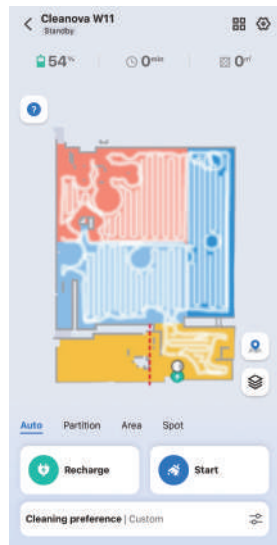 Cleanova W11
Standby
54%
0min
0㎡
?
Auto Partition Area Spot
Recharge
Start
Cleaning preference | Custom